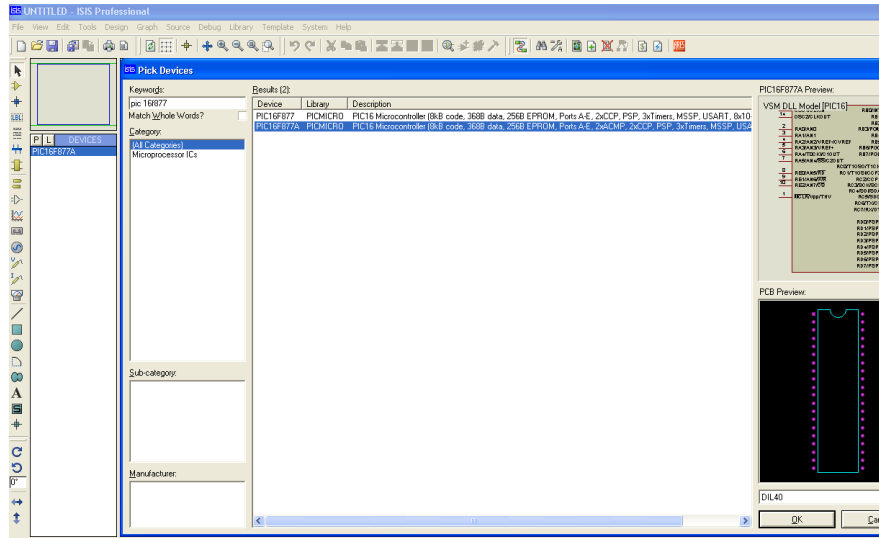 ISIS UNTITLED - ISIS Professional
File View Edit Tools Design Graph Source Debug Library Template System Help
ISIS Pick Devices
Keywords:
pic 16f877
Match Whole Words?
Category:
(All Categories)
Microprocessor ICs
Sub-category:
Manufacturer:
Results (2):
Device Library Description
PIC16F877 PICMICRO PIC16 Microcontroller (8kB code, 368B data, 256B EPROM, Ports A-E, 2xCCP, PSP, 3xTimers, MSSP, USART, 8x10-
PIC16F877A PICMICRO PIC16 Microcontroller (8kB code, 368B data, 256B EPROM, Ports A-E, 2xACMP, 2xCCP, PSP, 3xTimers, MSSP, USA
PIC16F877A Preview:
VSM DLL Model [PIC16]
PCB Preview:
DIL40
OK
Ca
P L DEVICES
PIC16F877A
LBL
A
0°